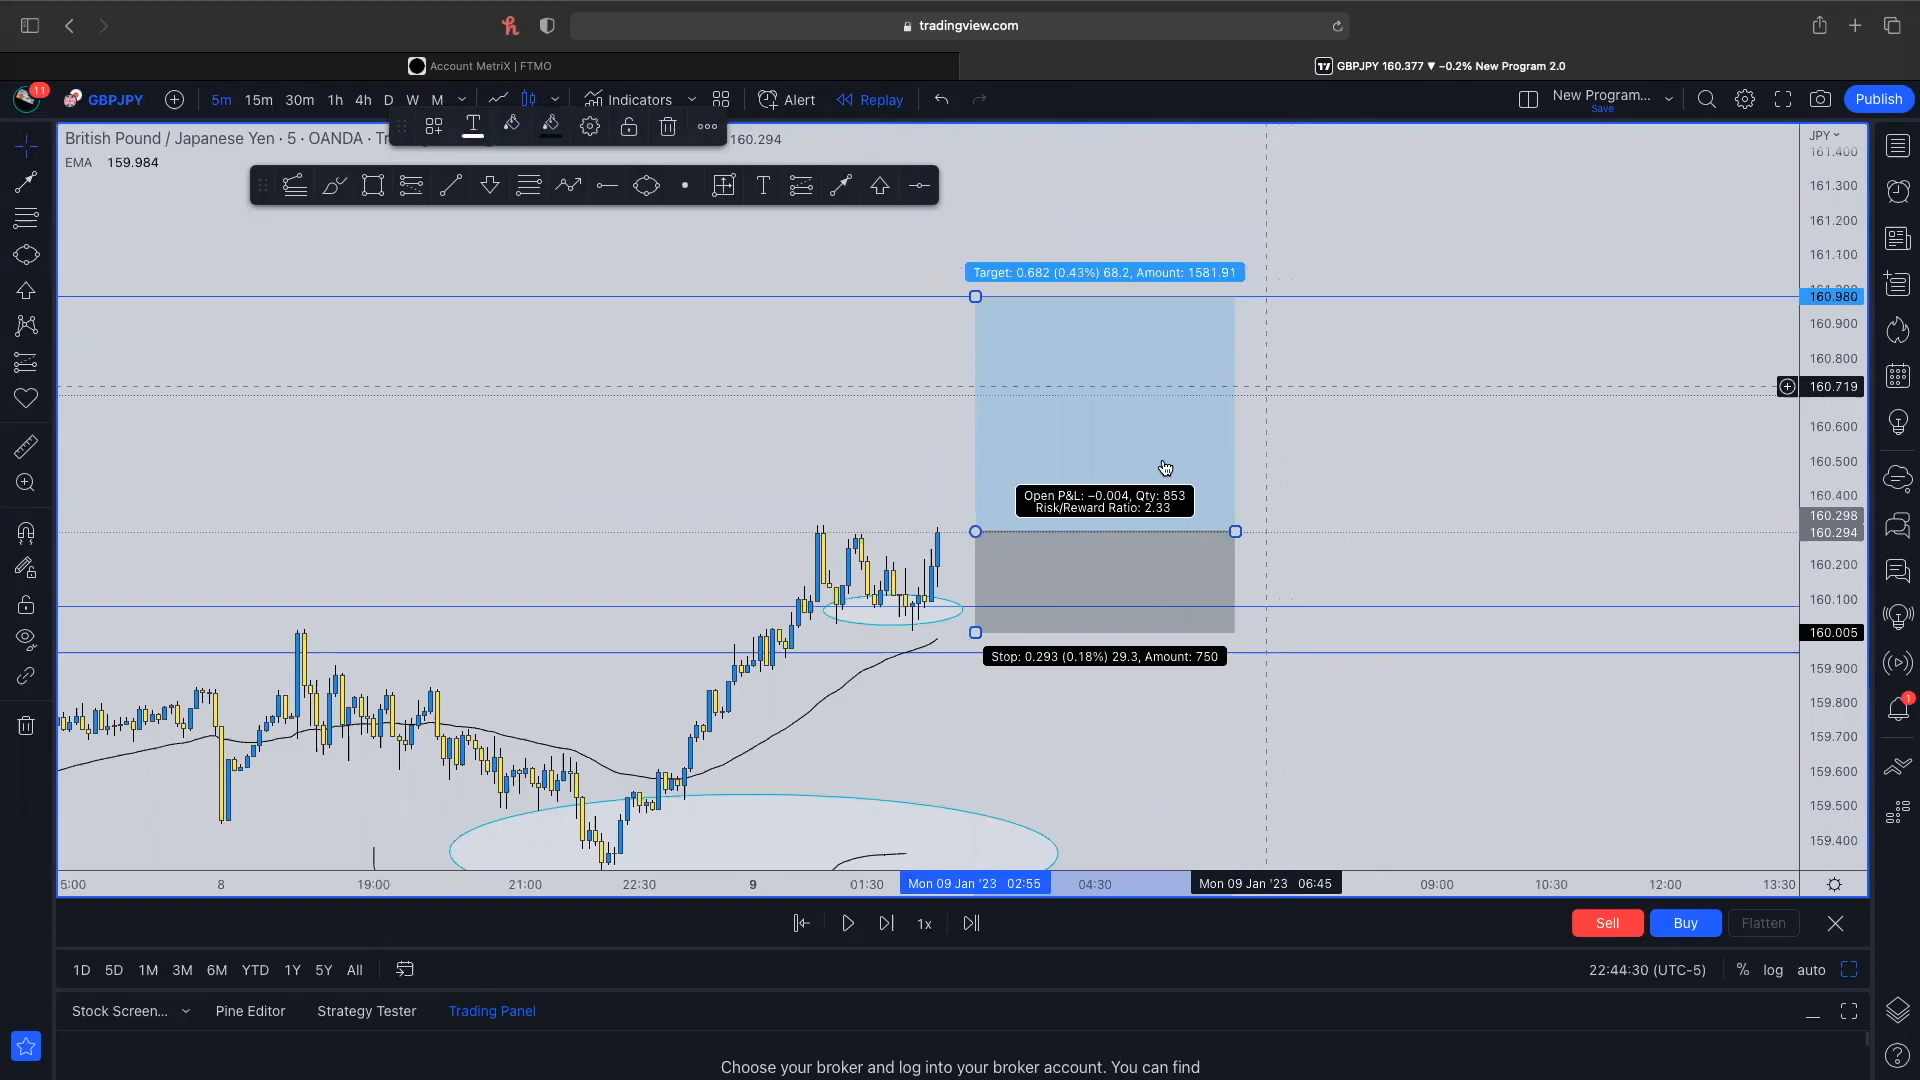 tradingview.com
Account MetriX | FTMO
GBPJPY 160.377 ▼ −0.2% New Program 2.0
11
GBPJPY
5m 15m 30m 1h 4h D W M
Indicators
Alert
Replay
New Program...
Save
Publish
British Pound / Japanese Yen · 5 · OANDA · Tr
160.294
EMA 159.984
JPY
161.400
161.300
161.200
161.100
Target: 0.682 (0.43%) 68.2, Amount: 1581.91
160.980
160.900
160.800
160.719
160.600
160.500
Open P&L: −0.004, Qty: 853
Risk/Reward Ratio: 2.33
160.400
160.298
160.294
160.200
160.100
160.005
Stop: 0.293 (0.18%) 29.3, Amount: 750
159.900
159.800
1
159.700
159.600
159.500
159.400
5:00 8 19:00 21:00 22:30 9 01:30 Mon 09 Jan '23 02:55 04:30 Mon 09 Jan '23 06:45 09:00 10:30 12:00 13:30
1x
Sell
Buy
Flatten
1D 5D 1M 3M 6M YTD 1Y 5Y All
22:44:30 (UTC-5)
% log auto
Stock Screen... Pine Editor Strategy Tester Trading Panel
Choose your broker and log into your broker account. You can find